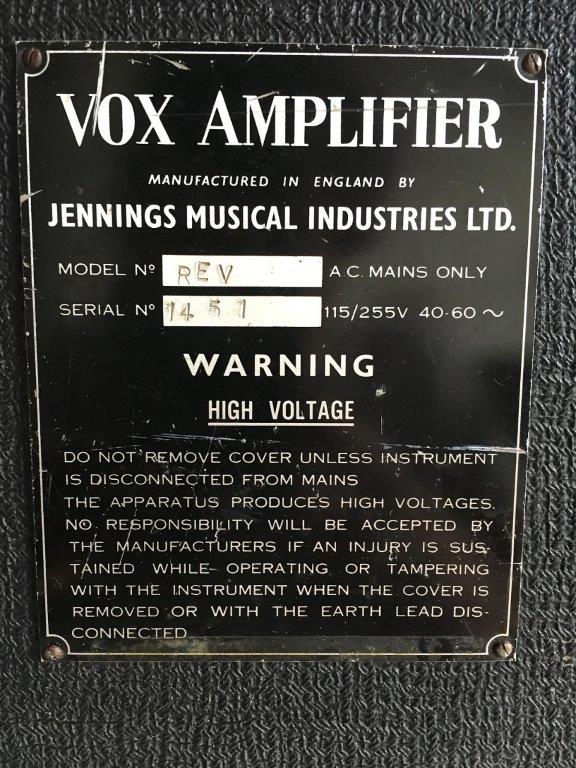 VOX AMPLIFIER
MANUFACTURED IN ENGLAND BY
JENNINGS MUSICAL INDUSTRIES LTD.
MODEL Nº REV A.C. MAINS ONLY
SERIAL Nº 1451 115/255V 40-60 ~
WARNING
HIGH VOLTAGE
DO NOT REMOVE COVER UNLESS INSTRUMENT
IS DISCONNECTED FROM MAINS
THE APPARATUS PRODUCES HIGH VOLTAGES.
NO RESPONSIBILITY WILL BE ACCEPTED BY
THE MANUFACTURERS IF AN INJURY IS SUS-
TAINED WHILE OPERATING OR TAMPERING
WITH THE INSTRUMENT WHEN THE COVER IS
REMOVED OR WITH THE EARTH LEAD DIS-
CONNECTED